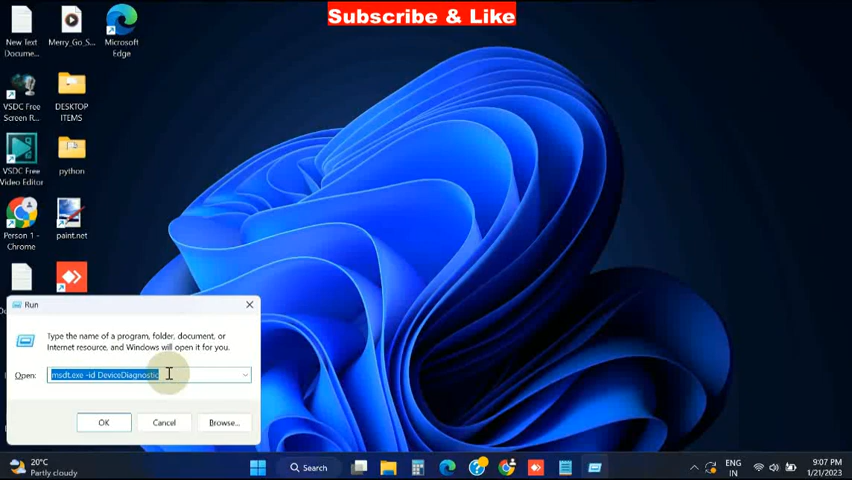 Subscribe & Like
New Text
Docume...
Merry_Go_S...
Microsoft
Edge
VSDC Free
Screen R...
DESKTOP
ITEMS
VSDC Free
Video Editor
python
Person 1 -
Chrome
paint.net
Run
Type the name of a program, folder, document, or
Internet resource, and Windows will open it for you.
Open:
msdt.exe -id DeviceDiagnostic
OK
Cancel
Browse...
20°C
Partly cloudy
Search
ENG
IN
9:07 PM
1/21/2023